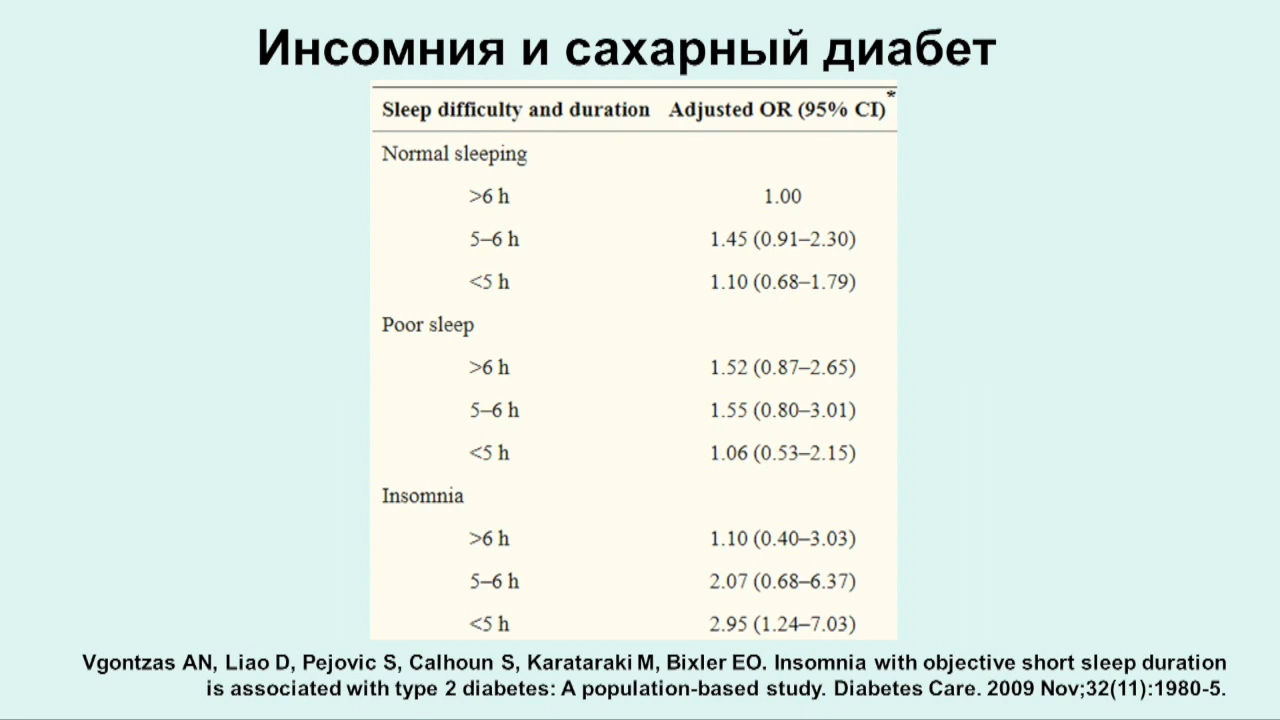 Инсомния и сахарный диабет
Sleep difficulty and duration Adjusted OR (95% CI)*
Normal sleeping
>6 h 1.00
5–6 h 1.45 (0.91–2.30)
<5 h 1.10 (0.68–1.79)
Poor sleep
>6 h 1.52 (0.87–2.65)
5–6 h 1.55 (0.80–3.01)
<5 h 1.06 (0.53–2.15)
Insomnia
>6 h 1.10 (0.40–3.03)
5–6 h 2.07 (0.68–6.37)
<5 h 2.95 (1.24–7.03)
Vgontzas AN, Liao D, Pejovic S, Calhoun S, Karataraki M, Bixler EO. Insomnia with objective short sleep duration
is associated with type 2 diabetes: A population-based study. Diabetes Care. 2009 Nov;32(11):1980-5.